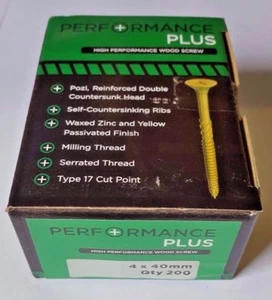 PERFORMANCE
PLUS
HIGH PERFORMANCE WOOD SCREW
Pozi, Reinforced Double
Countersunk Head
Self-Countersinking Ribs
Waxed Zinc and Yellow
Passivated Finish
Milling Thread
Serrated Thread
Type 17 Cut Point
PERFORMANCE
PLUS
HIGH PERFORMANCE WOOD SCREW
4 x 40mm
Qty 200